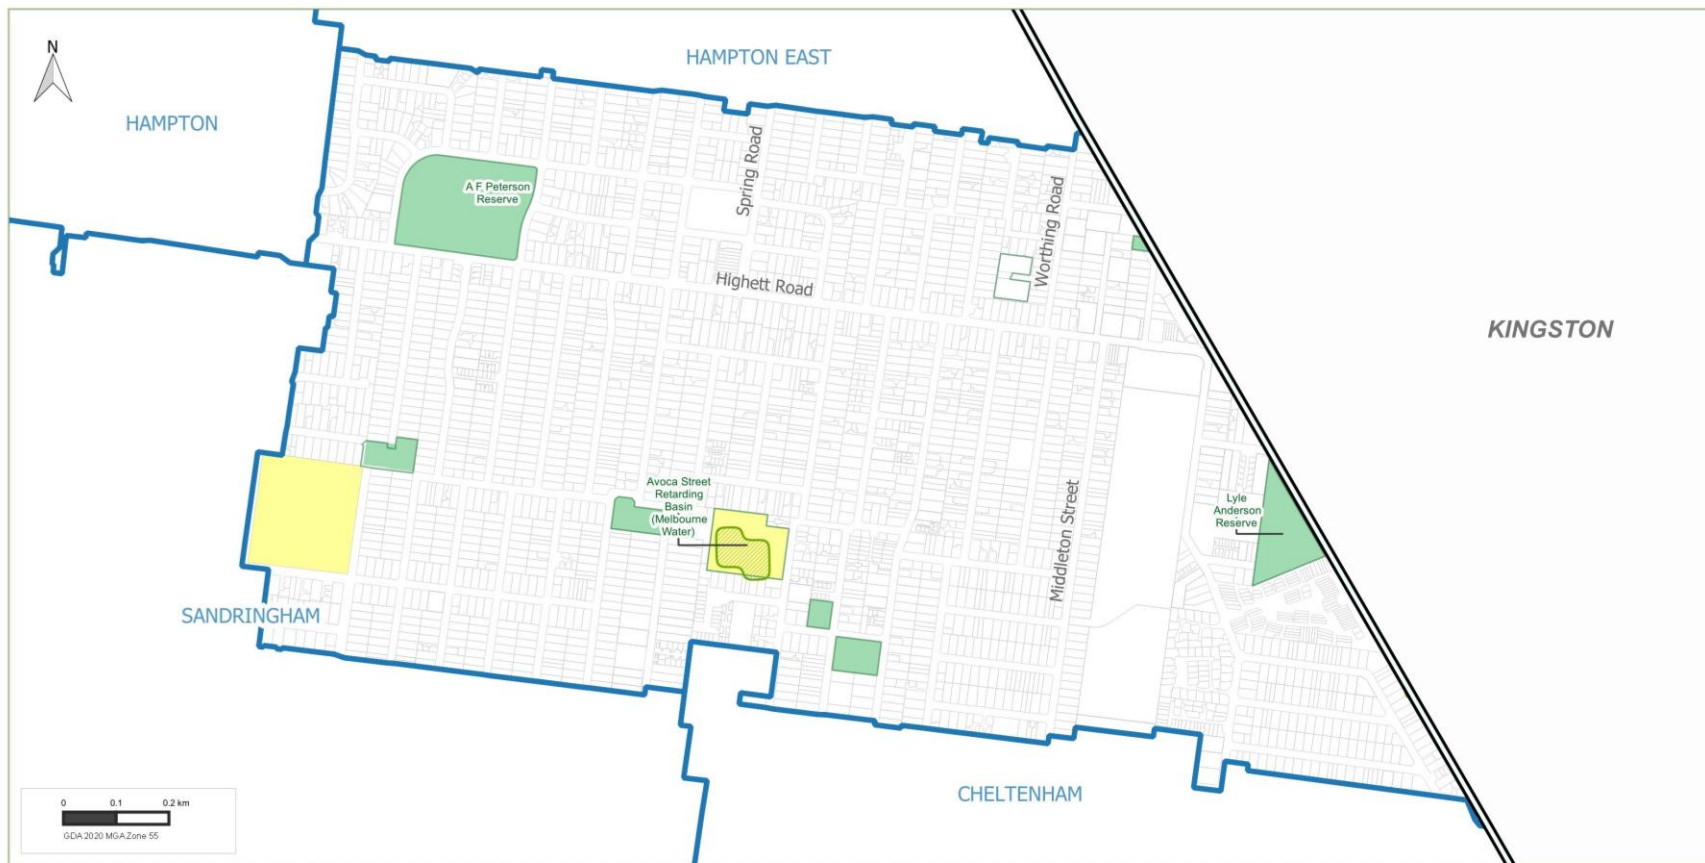 HAMPTON EAST
N
HAMPTON
Spring Road
A F Peterson
Reserve
Worthing Road
Highett Road
KINGSTON
Avoca Street
Retarding
Basin
(Melbourne
Water)
Middleton Street
Lyle
Anderson
Reserve
SANDRINGHAM
CHELTENHAM
0 0.1 0.2 km
GDA 2020 MGA Zone 55